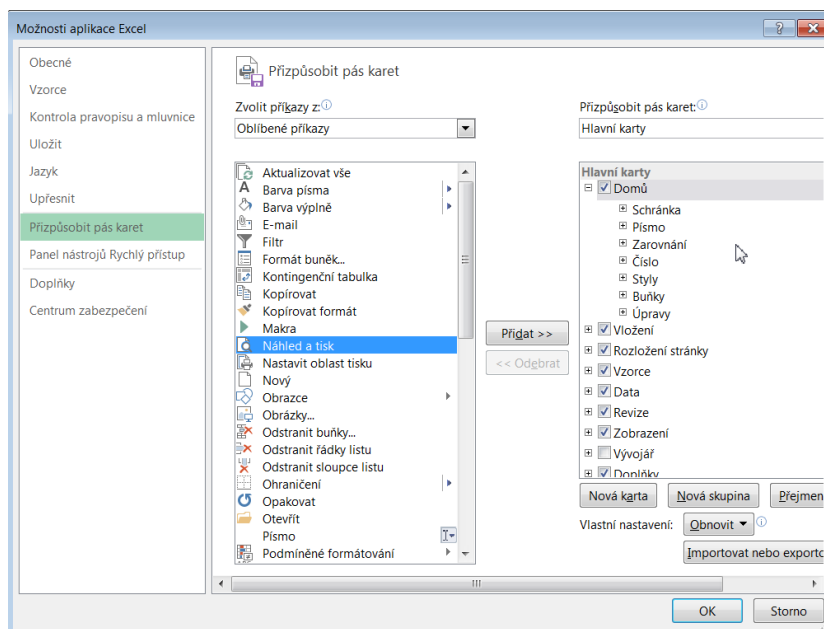 Možnosti aplikace Excel
Obecné
Vzorce
Kontrola pravopisu a mluvnice
Uložit
Jazyk
Upřesnit
Přizpůsobit pás karet
Panel nástrojů Rychlý přístup
Doplňky
Centrum zabezpečení
Přizpůsobit pás karet
Zvolit příkazy z:
Oblíbené příkazy
Aktualizovat vše
Barva písma
Barva výplně
E-mail
Filtr
Formát buněk...
Kontingenční tabulka
Kopírovat
Kopírovat formát
Makra
Náhled a tisk
Nastavit oblast tisku
Nový
Obrazce
Obrázky...
Odstranit buňky...
Odstranit řádky listu
Odstranit sloupce listu
Ohraničení
Opakovat
Otevřít
Písmo
Podmíněné formátování
Přidat >>
<< Odebrat
Přizpůsobit pás karet:
Hlavní karty
Hlavní karty
Domů
Schránka
Písmo
Zarovnání
Číslo
Styly
Buňky
Úpravy
Vložení
Rozložení stránky
Vzorce
Data
Revize
Zobrazení
Vývojář
Doplňky
Nová karta
Nová skupina
Přejmen
Vlastní nastavení:
Obnovit
Importovat nebo exporto
OK
Storno